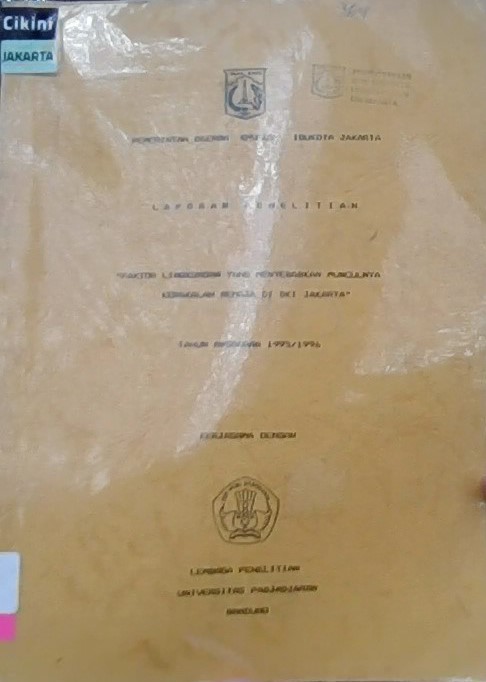 Cikini
JAKARTA
PEMERINTAH DAERAH KHUSUS IBUKOTA JAKARTA
LAPORAN PENELITIAN
"FAKTOR LINGKUNGAN YANG MENYEBABKAN MUNCULNYA
KENAKALAN REMAJA DI DKI JAKARTA"
TAHUN ANGGARAN 1995/1996
KERJASAMA DENGAN
LEMBAGA PENELITIAN
UNIVERSITAS PADJADJARAN
BANDUNG